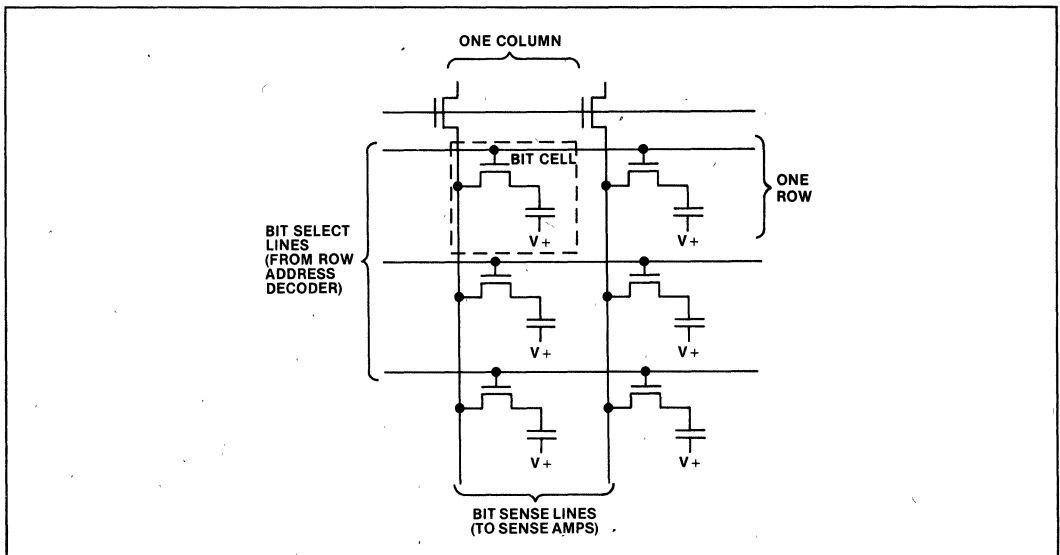 ONE COLUMN
BIT CELL
ONE
ROW
BIT SELECT
LINES
(FROM ROW
ADDRESS
DECODER)
V+
V+
V+
V+
V+
V+
BIT SENSE LINES
(TO SENSE AMPS)